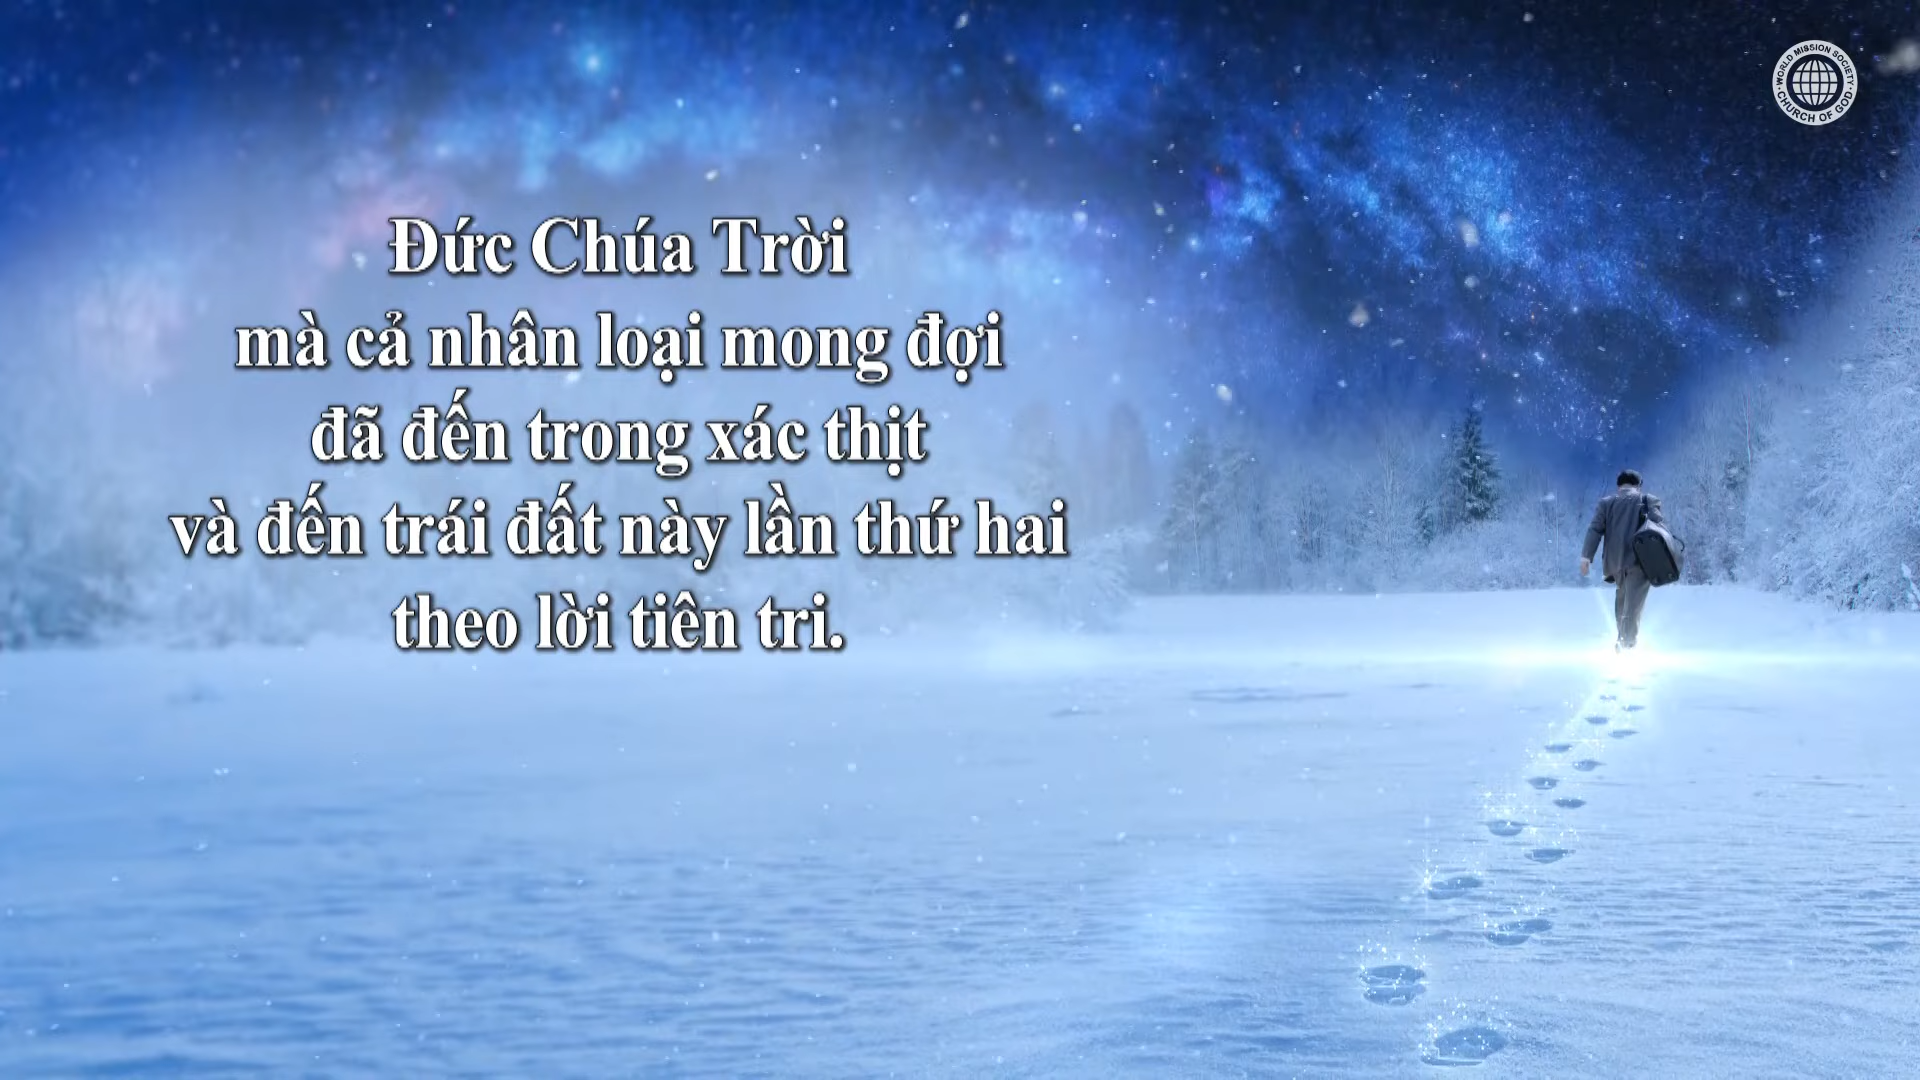 WORLD MISSION SOCIETY
CHURCH OF GOD
Đức Chúa Trời
mà cả nhân loại mong đợi
đã đến trong xác thịt
và đến trái đất này lần thứ hai
theo lời tiên tri.